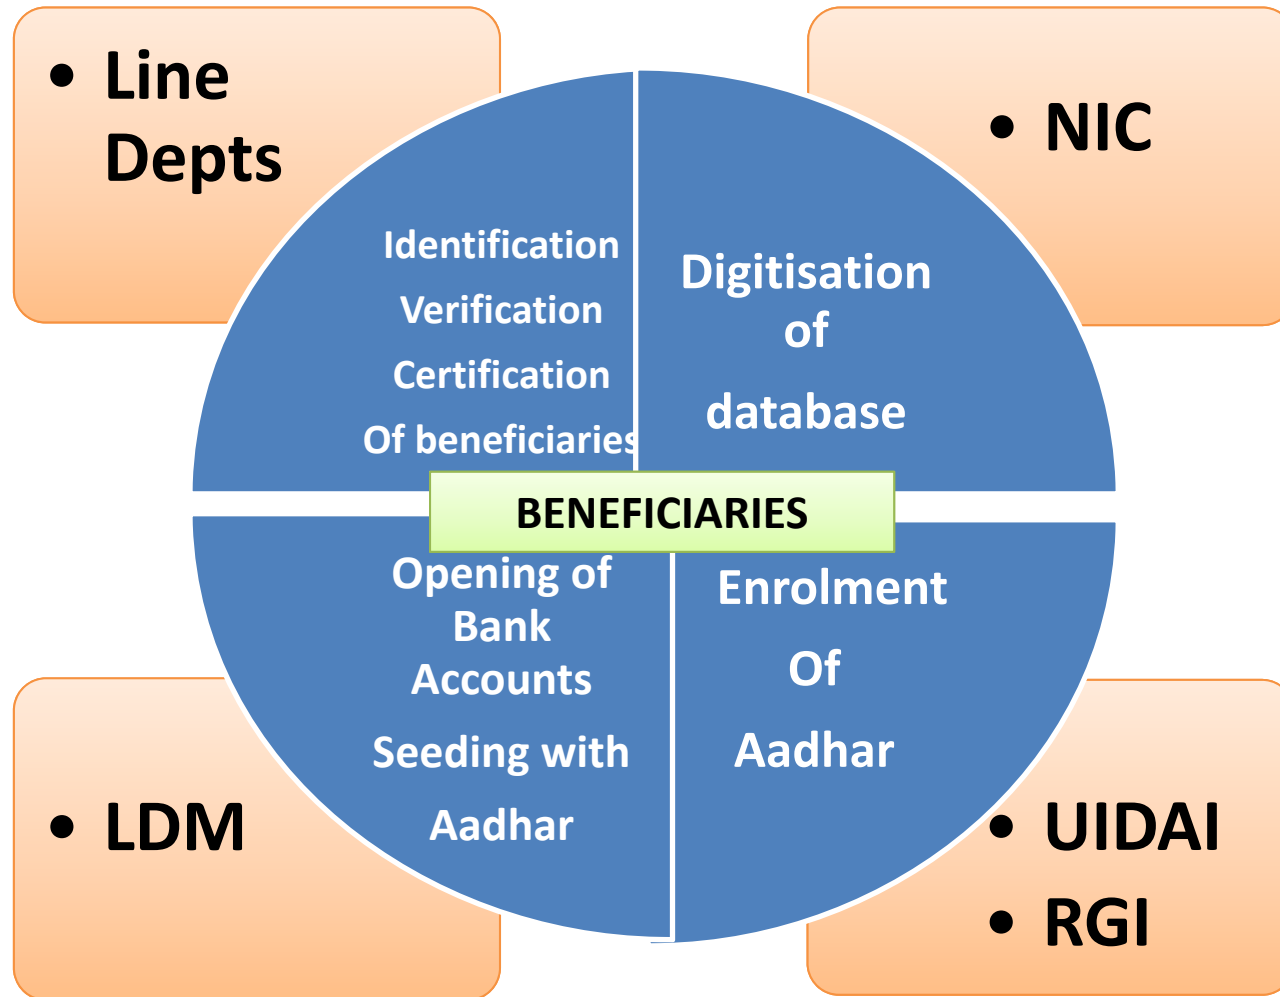 • Line
Depts
• NIC
Identification
Verification
Certification
Of beneficiaries
Digitisation
of
database
BENEFICIARIES
Opening of
Bank
Accounts
Seeding with
Aadhar
Enrolment
Of
Aadhar
• LDM
• UIDAI
• RGI